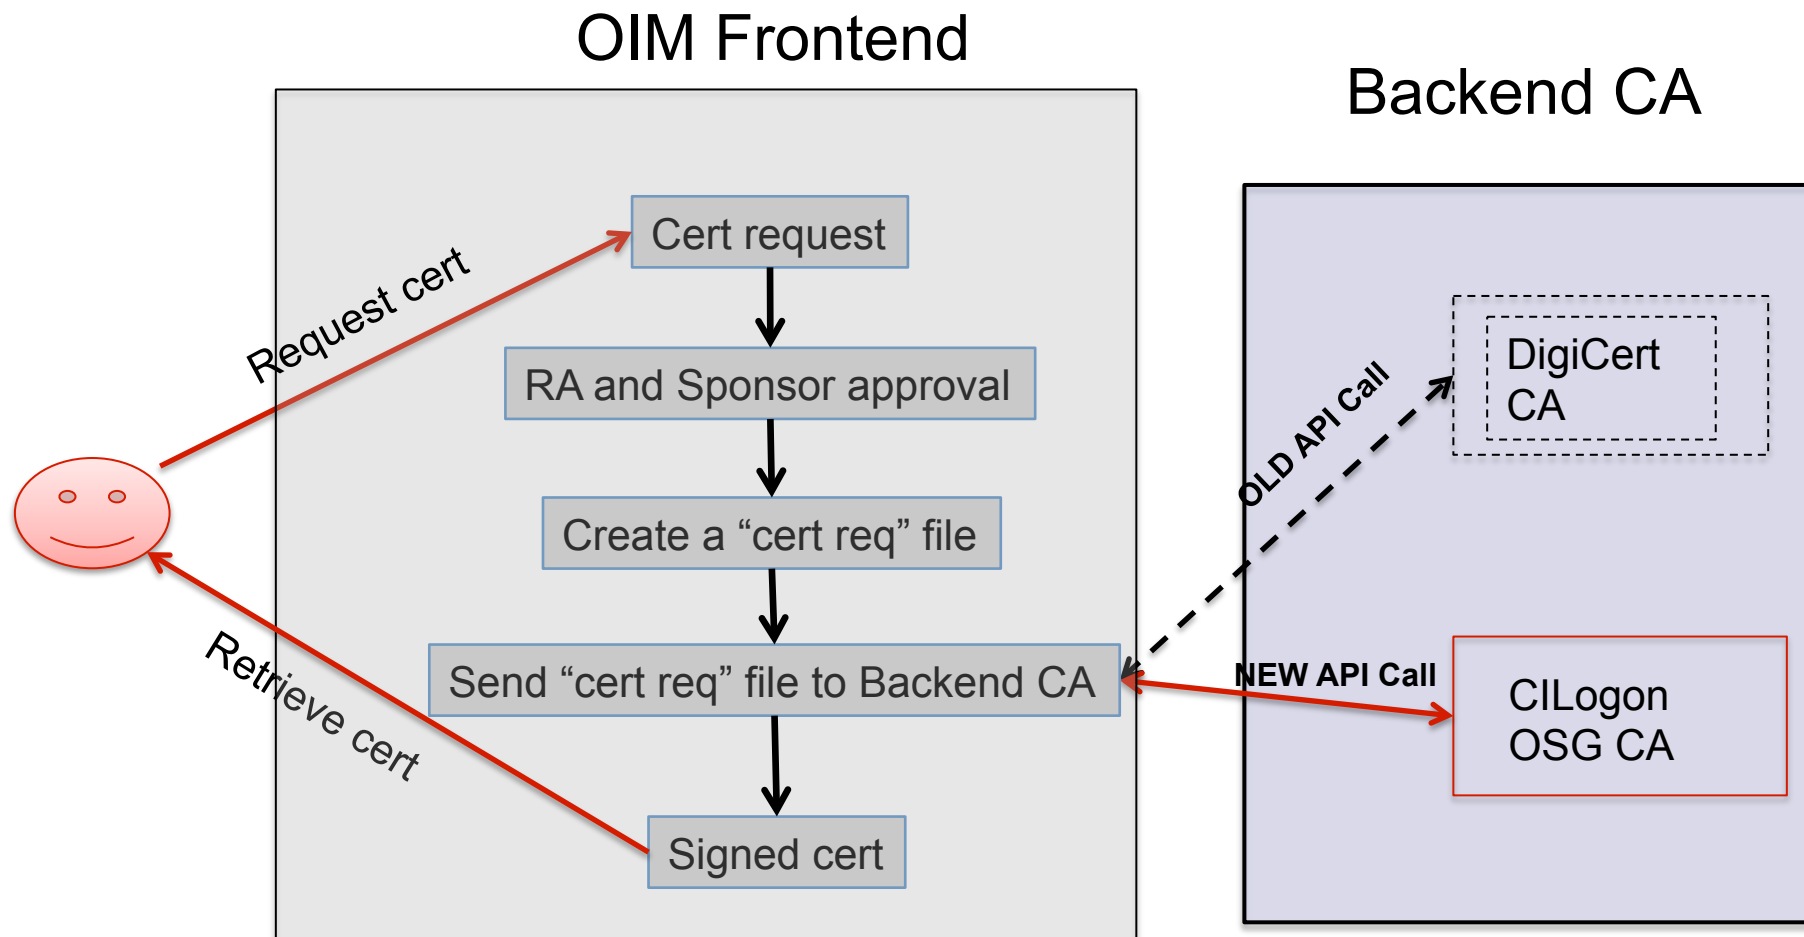 OIM Frontend
Backend CA
Cert request
Request cert
RA and Sponsor approval
DigiCert
CA
OLD API Call
Create a “cert req” file
Send “cert req” file to Backend CA
NEW API Call
CILogon
OSG CA
Retrieve cert
Signed cert